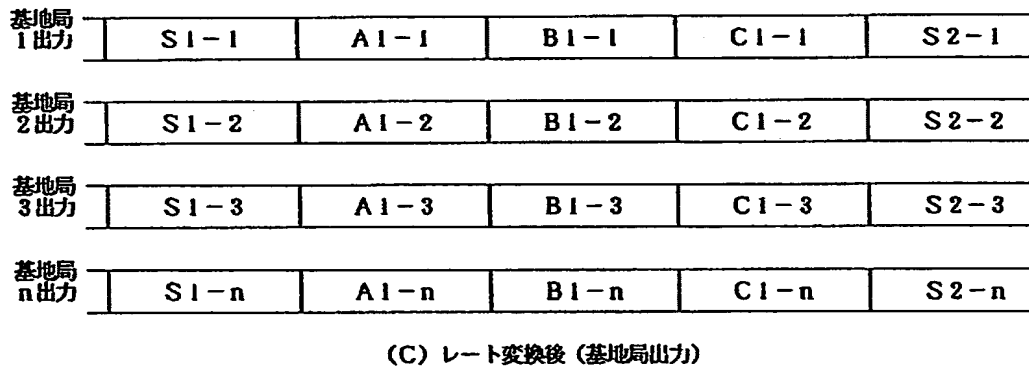 基地局
1出力 S1-1 A1-1 B1-1 C1-1 S2-1
基地局
2出力 S1-2 A1-2 B1-2 C1-2 S2-2
基地局
3出力 S1-3 A1-3 B1-3 C1-3 S2-3
基地局
n出力 S1-n A1-n B1-n C1-n S2-n
(C) レート変換後 (基地局出力)